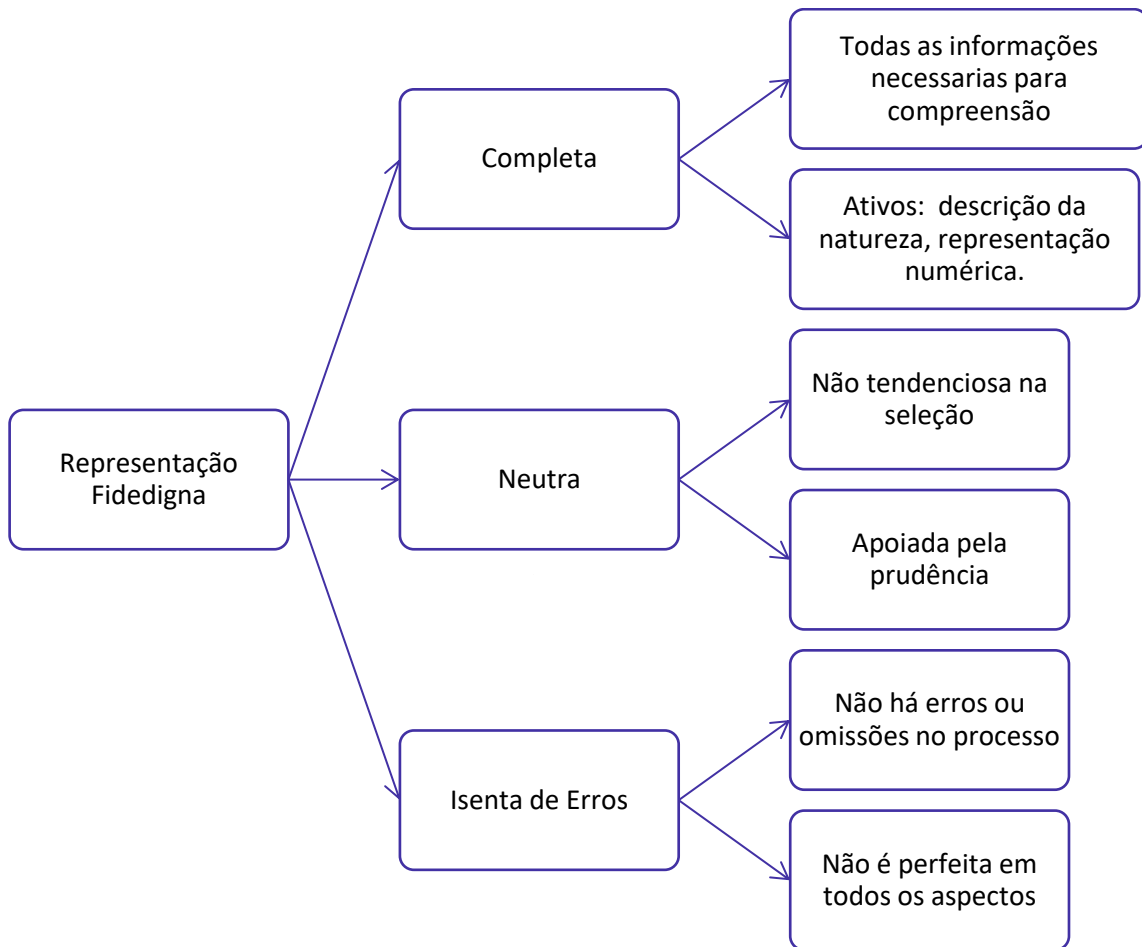 Representação
Fidedigna
Completa
Todas as informações
necessarias para
compreensão
Ativos: descrição da
natureza, representação
numérica.
Neutra
Não tendenciosa na
seleção
Apoiada pela
prudência
Isenta de Erros
Não há erros ou
omissões no processo
Não é perfeita em
todos os aspectos